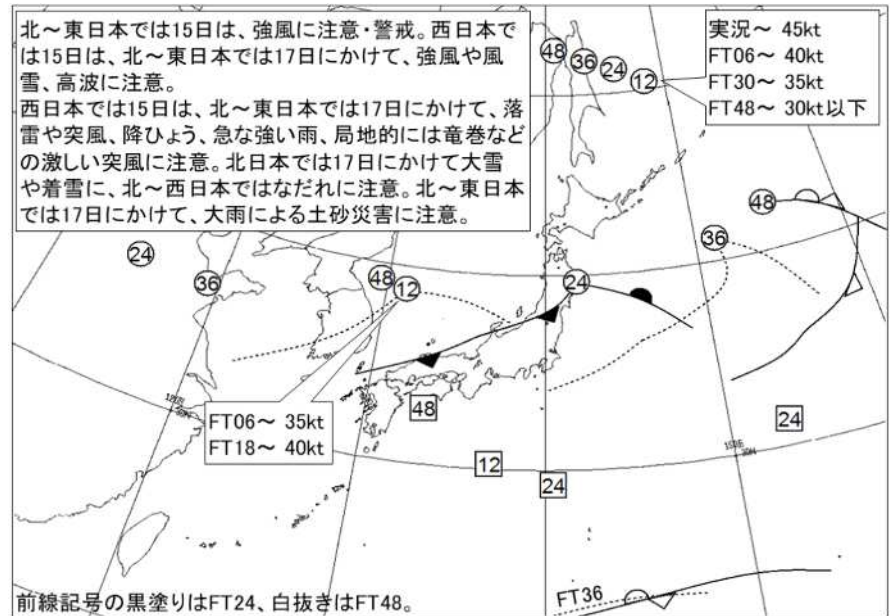 北～東日本では15日は、強風に注意・警戒。西日本で
は15日は、北～東日本では17日にかけて、強風や風
雪、高波に注意。
西日本では15日は、北～東日本では17日にかけて、落
雷や突風、降ひょう、急な強い雨、局地的には竜巻など
の激しい突風に注意。北日本では17日にかけて大雪
や着雪に、北～西日本ではなだれに注意。北～東日本
では17日にかけて、大雨による土砂災害に注意。
実況～ 45kt
FT06～ 40kt
FT30～ 35kt
FT48～ 30kt以下
48
36
24
12
48
36
24
36
48
12
24
FT06～ 35kt
FT18～ 40kt
48
24
12
24
FT36
前線記号の黒塗りはFT24、白抜きはFT48。